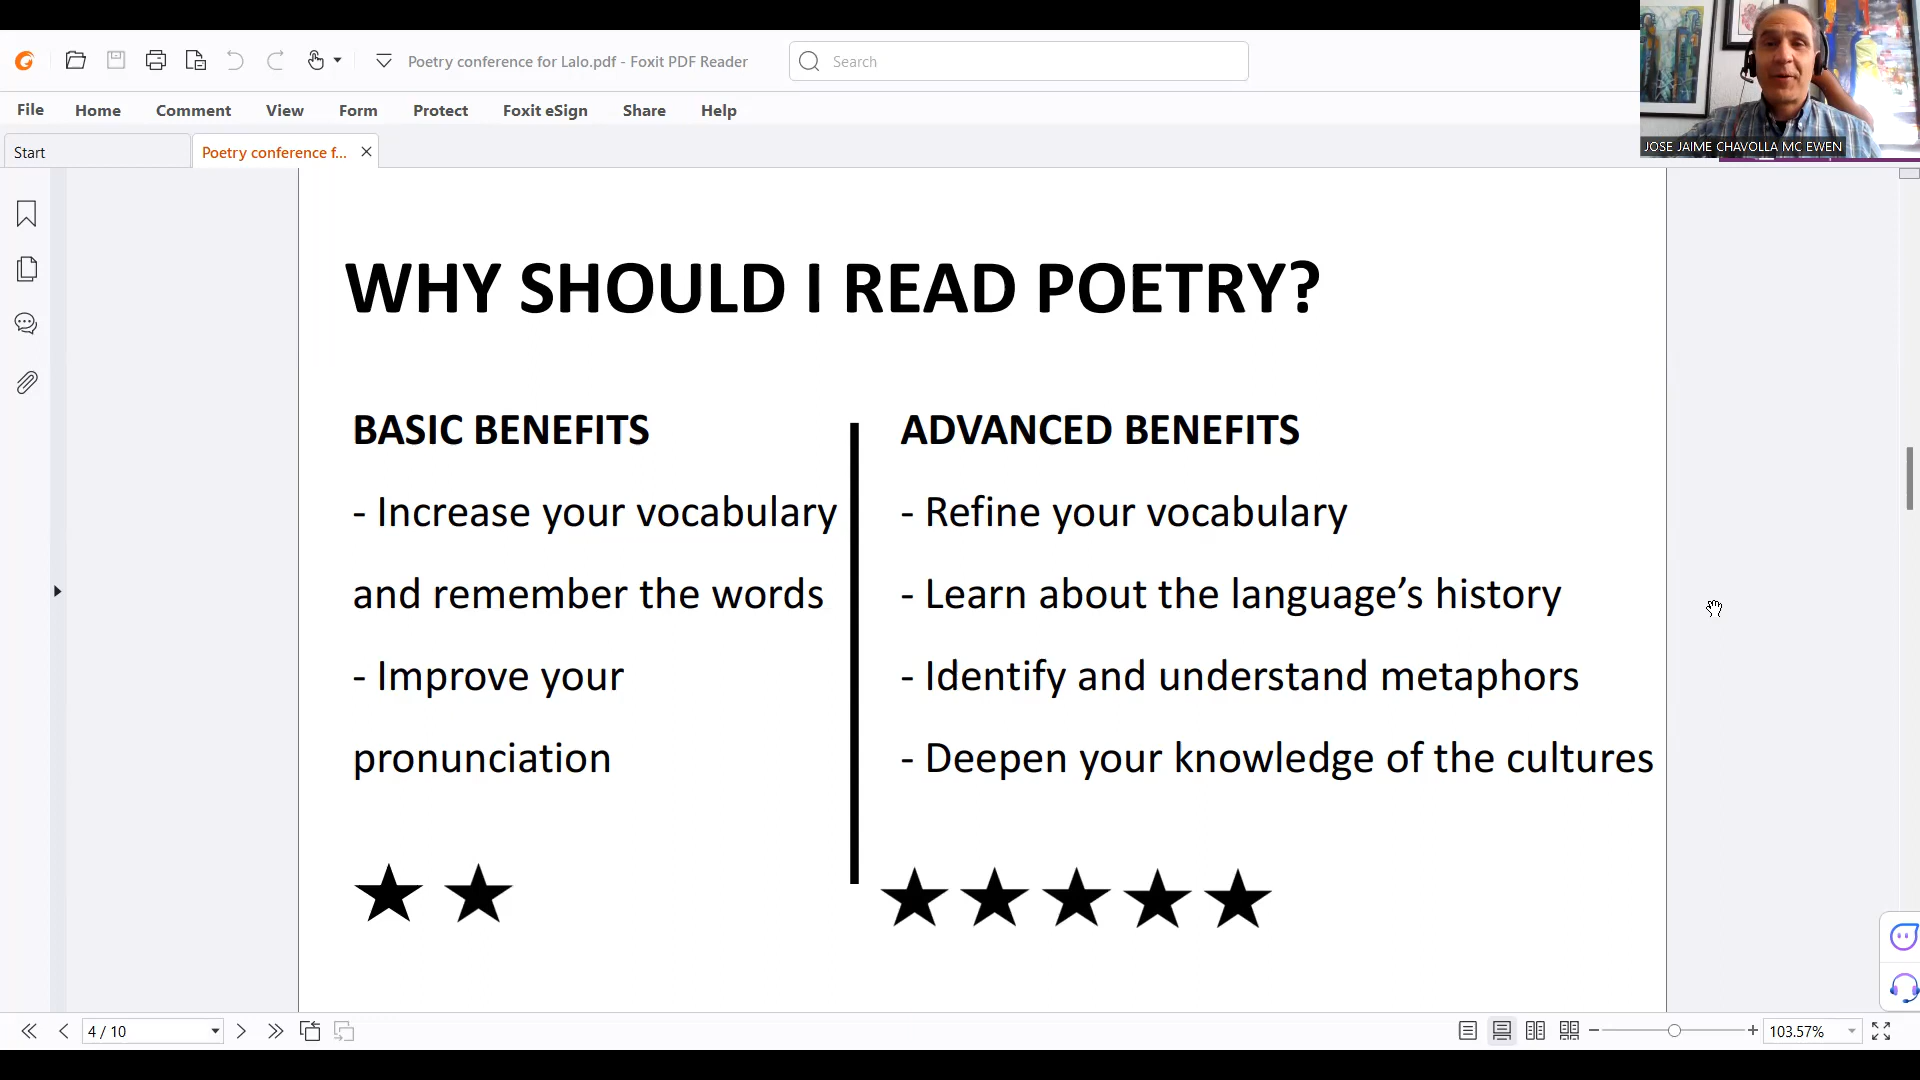 Poetry conference for Lalo.pdf - Foxit PDF Reader
Search
File Home Comment View Form Protect Foxit eSign Share Help
Start
Poetry conference f...
JOSE JAIME CHAVOLLA MC EWEN
WHY SHOULD I READ POETRY?
BASIC BENEFITS
- Increase your vocabulary
and remember the words
- Improve your
pronunciation
ADVANCED BENEFITS
- Refine your vocabulary
- Learn about the language’s history
- Identify and understand metaphors
- Deepen your knowledge of the cultures
4 / 10
103.57%